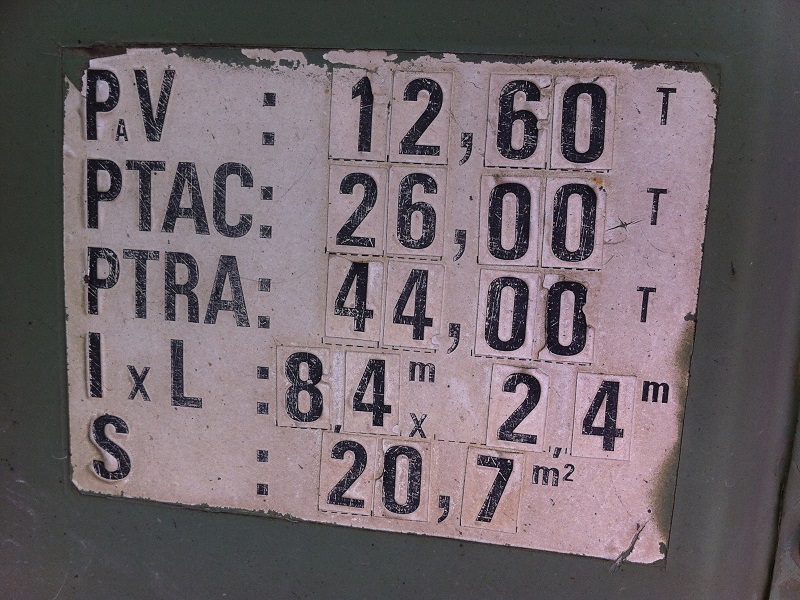 PAV : 12,60 T
PTAC: 26,00 T
PTRA: 44,00 T
l x L : 8,4 m x 2,4 m
S : 20,7 m²